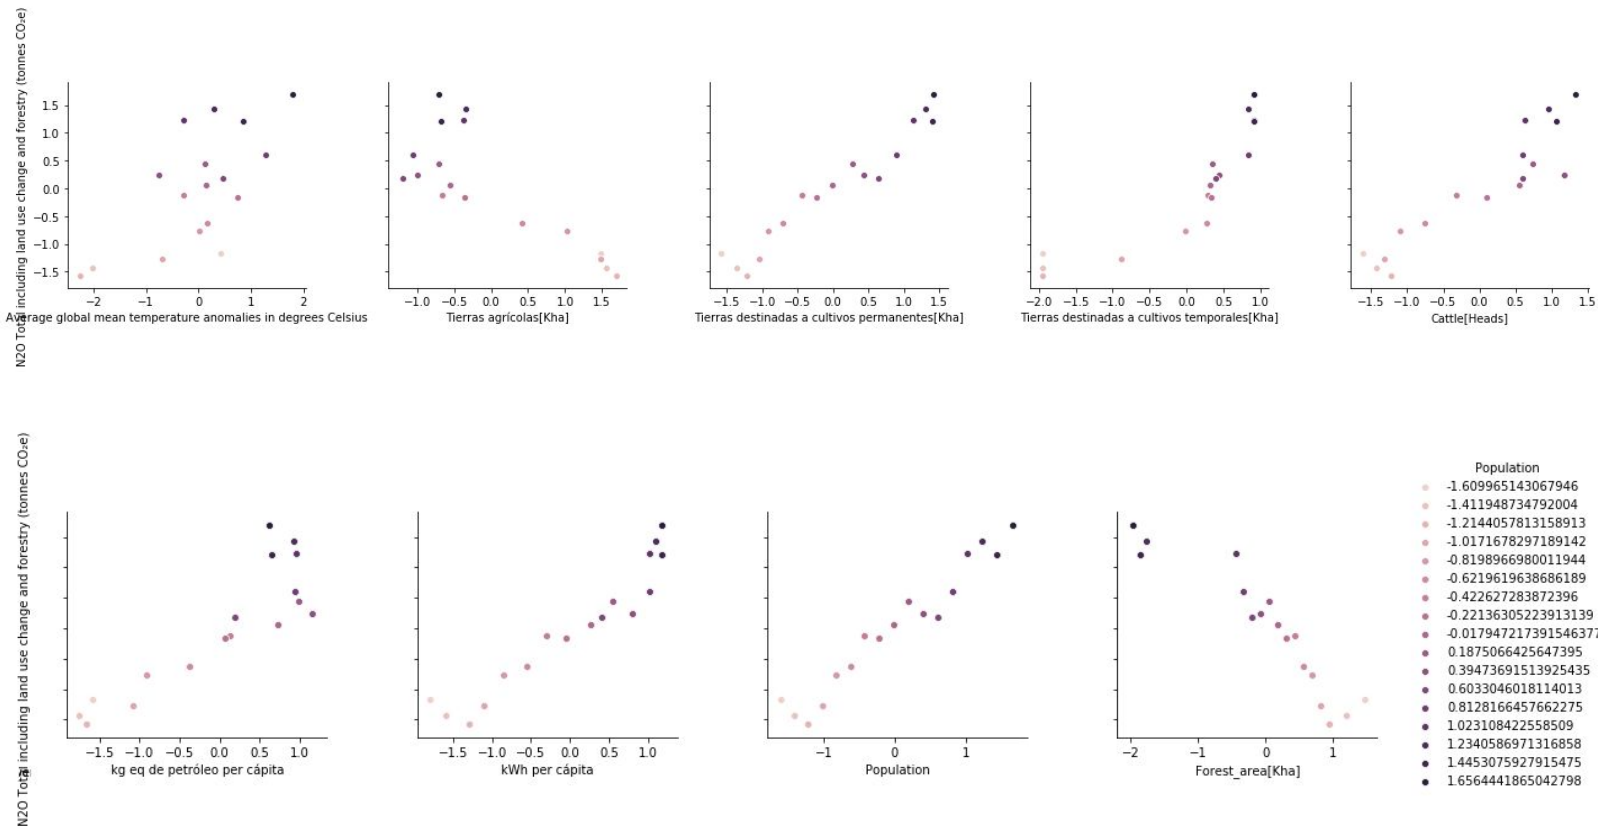 N2O Total including land use change and forestry (tonnes CO₂e)
1.5
1.0
0.5
0.0
−0.5
−1.0
−1.5
−2 −1 0 1 2
Average global mean temperature anomalies in degrees Celsius
−1.0 −0.5 0.0 0.5 1.0 1.5
Tierras agrícolas[Kha]
−1.5 −1.0 −0.5 0.0 0.5 1.0 1.5
Tierras destinadas a cultivos permanentes[Kha]
−2.0 −1.5 −1.0 −0.5 0.0 0.5 1.0
Tierras destinadas a cultivos temporales[Kha]
−1.5 −1.0 −0.5 0.0 0.5 1.0 1.5
Cattle[Heads]
N2O Total including land use change and forestry (tonnes CO₂e)
−1.5 −1.0 −0.5 0.0 0.5 1.0
kg eq de petróleo per cápita
−1.5 −1.0 −0.5 0.0 0.5 1.0
kWh per cápita
−1 0 1
Population
−2 −1 0 1
Forest_area[Kha]
Population
-1.609965143067946
-1.411948734792004
-1.2144057813158913
-1.0171678297189142
-0.8198966980011944
-0.6219619638686189
-0.422627283872396
-0.22136305223913139
-0.017947217391546377
0.1875066425647395
0.39473691513925435
0.6033046018114013
0.8128166457662275
1.023108422558509
1.2340586971316858
1.4453075927915475
1.6564441865042798